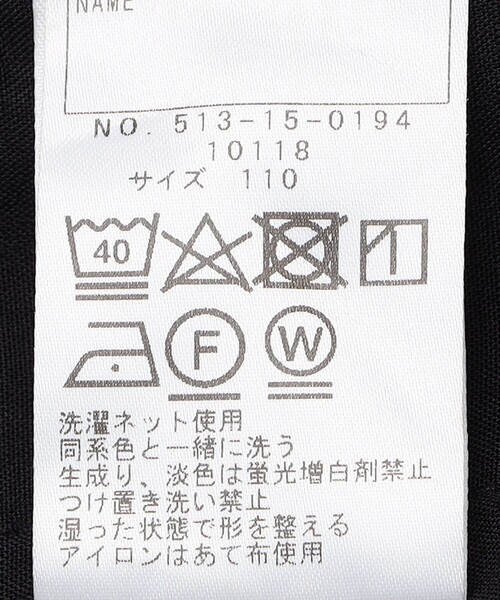 NAME
NO. 513-15-0194
10118
サイズ 110
40
F
W
洗濯ネット使用
同系色と一緒に洗う
生成り、淡色は蛍光増白剤禁止
つけ置き洗い禁止
湿った状態で形を整える
アイロンはあて布使用